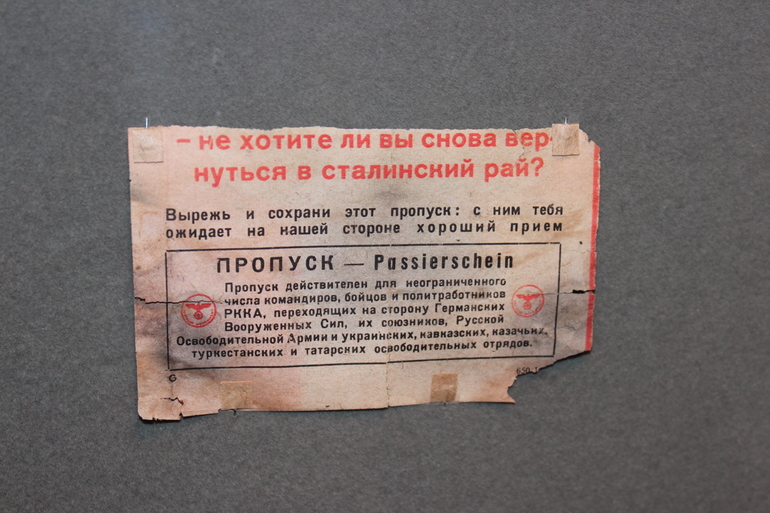 – не хотите ли вы снова вер-
нуться в сталинский рай?
Вырежь и сохрани этот пропуск: с ним тебя
ожидает на нашей стороне хороший прием
ПРОПУСК — Passierschein
Пропуск действителен для неограниченного
числа командиров, бойцов и политработников
РККА, переходящих на сторону Германских
Вооруженных Сил, их союзников, Русской
Освободительной Армии и украинских, кавказских, казачьих,
туркестанских и татарских освободительных отрядов.
G